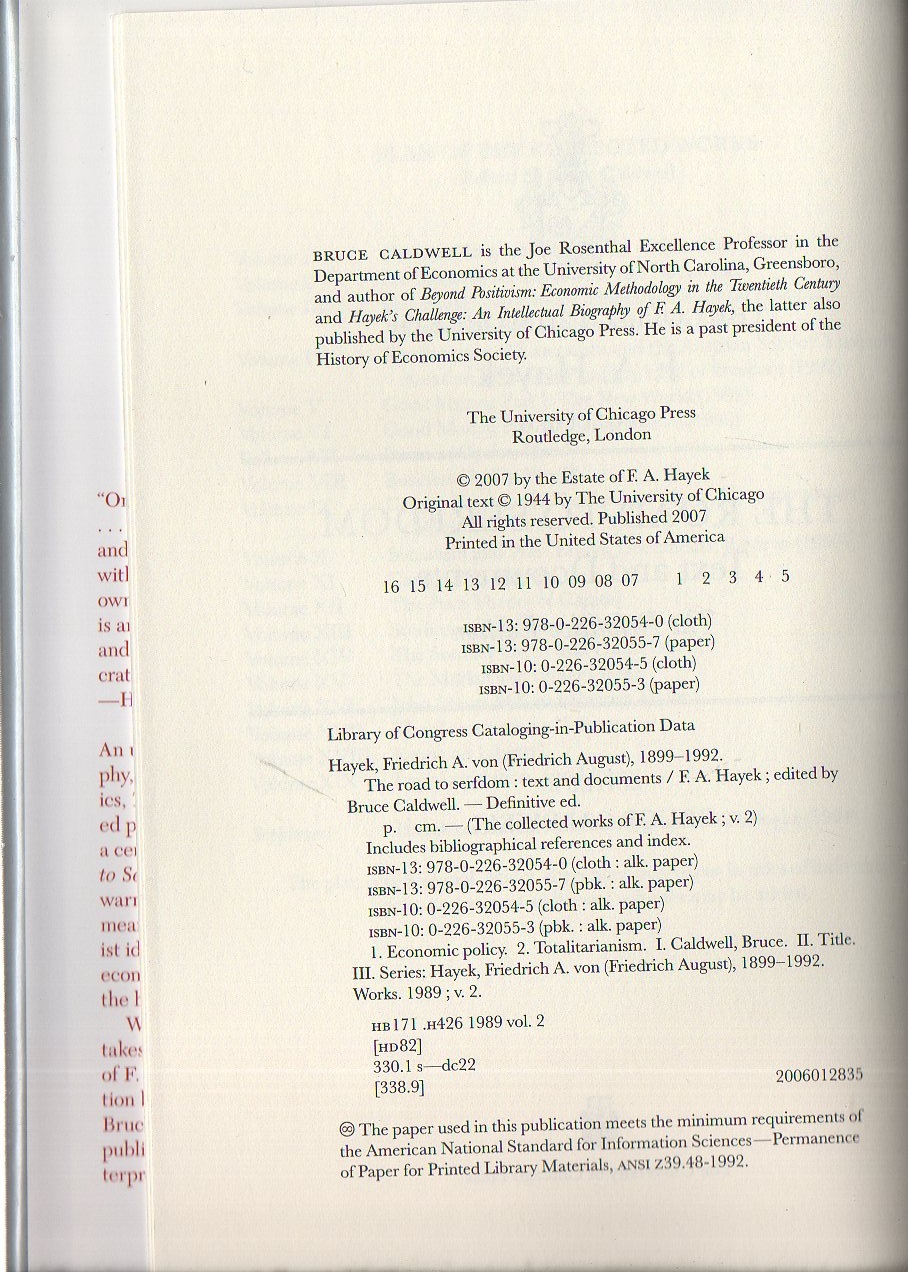 BRUCE CALDWELL is the Joe Rosenthal Excellence Professor in the
Department of Economics at the University of North Carolina, Greensboro,
and author of Beyond Positivism: Economic Methodology in the Twentieth Century
and Hayek's Challenge: An Intellectual Biography of F. A. Hayek, the latter also
published by the University of Chicago Press. He is a past president of the
History of Economics Society.
The University of Chicago Press
Routledge, London
© 2007 by the Estate of F. A. Hayek
Original text © 1944 by The University of Chicago
All rights reserved. Published 2007
Printed in the United States of America
16 15 14 13 12 11 10 09 08 07 1 2 3 4 5
ISBN-13: 978-0-226-32054-0 (cloth)
ISBN-13: 978-0-226-32055-7 (paper)
ISBN-10: 0-226-32054-5 (cloth)
ISBN-10: 0-226-32055-3 (paper)
Library of Congress Cataloging-in-Publication Data
Hayek, Friedrich A. von (Friedrich August), 1899–1992.
The road to serfdom : text and documents / F. A. Hayek ; edited by
Bruce Caldwell. — Definitive ed.
p. cm. — (The collected works of F. A. Hayek ; v. 2)
Includes bibliographical references and index.
ISBN-13: 978-0-226-32054-0 (cloth : alk. paper)
ISBN-13: 978-0-226-32055-7 (pbk. : alk. paper)
ISBN-10: 0-226-32054-5 (cloth : alk. paper)
ISBN-10: 0-226-32055-3 (pbk. : alk. paper)
1. Economic policy. 2. Totalitarianism. I. Caldwell, Bruce. II. Title.
III. Series: Hayek, Friedrich A. von (Friedrich August), 1899–1992.
Works. 1989 ; v. 2.
HB171 .H426 1989 vol. 2
[HD82]
330.1 s—dc22
[338.9]
2006012835
♾ The paper used in this publication meets the minimum requirements of
the American National Standard for Information Sciences—Permanence
of Paper for Printed Library Materials, ANSI Z39.48-1992.
. . .
and
is
and
An
phy,
ics,
ed
a
to
ist
the
of F.